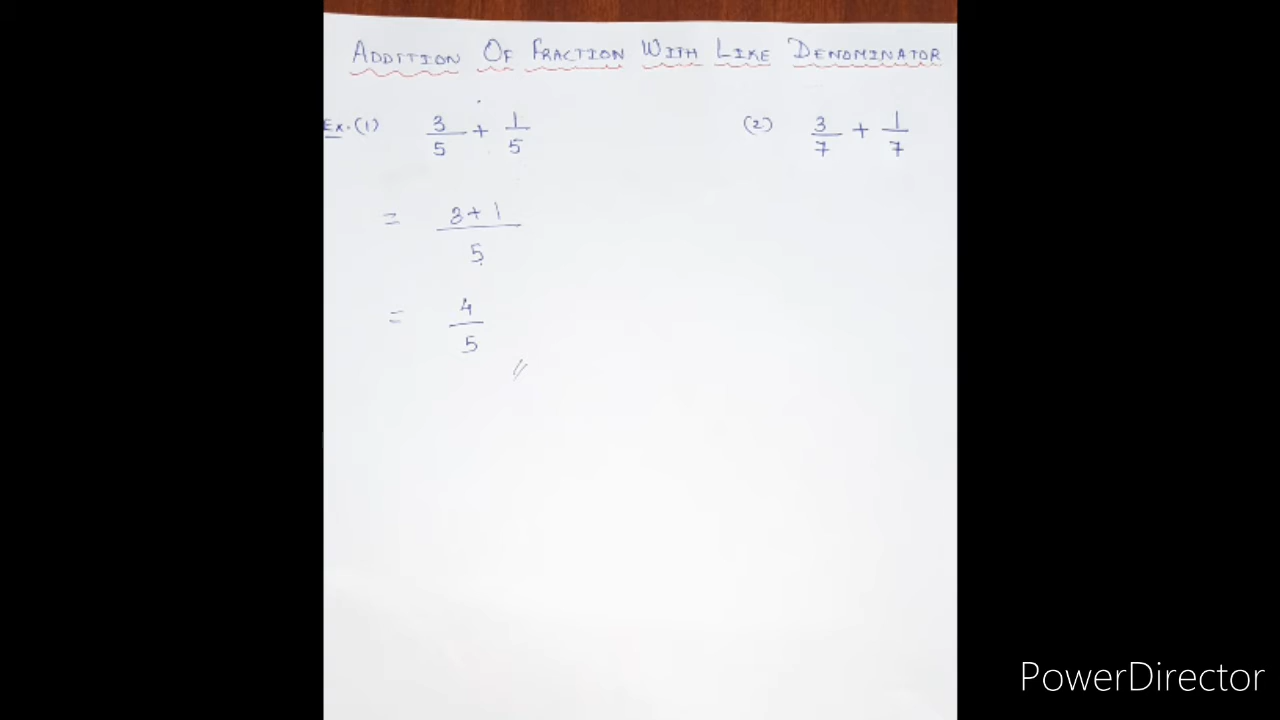 ADDITION OF FRACTION WITH LIKE DENOMINATOR
Ex.(1) 3/5 + 1/5 (2) 3/7 + 1/7
= 3+1/5
= 4/5 //
PowerDirector